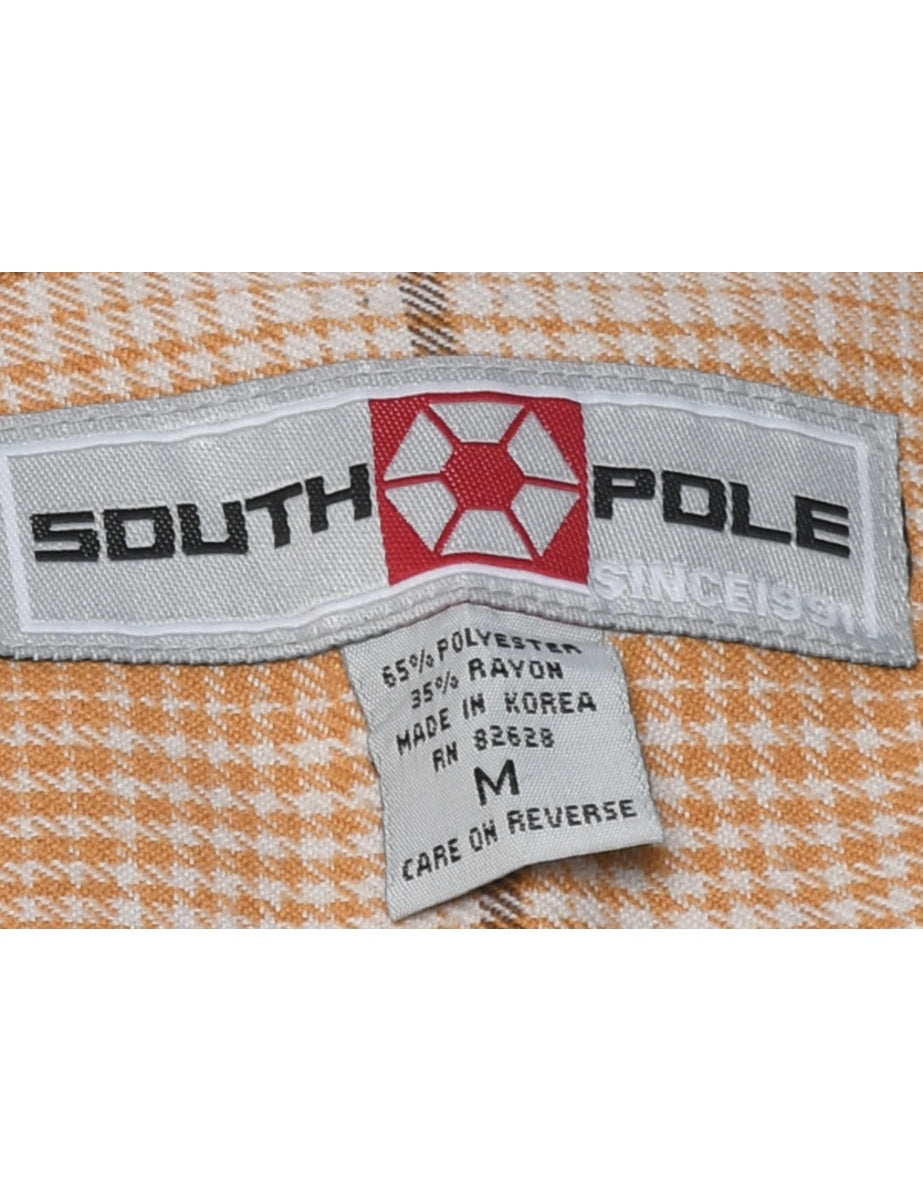 SOUTH POLE
SINCE1991
65% POLYESTER
35% RAYON
MADE IN KOREA
RN 82628
M
CARE ON REVERSE